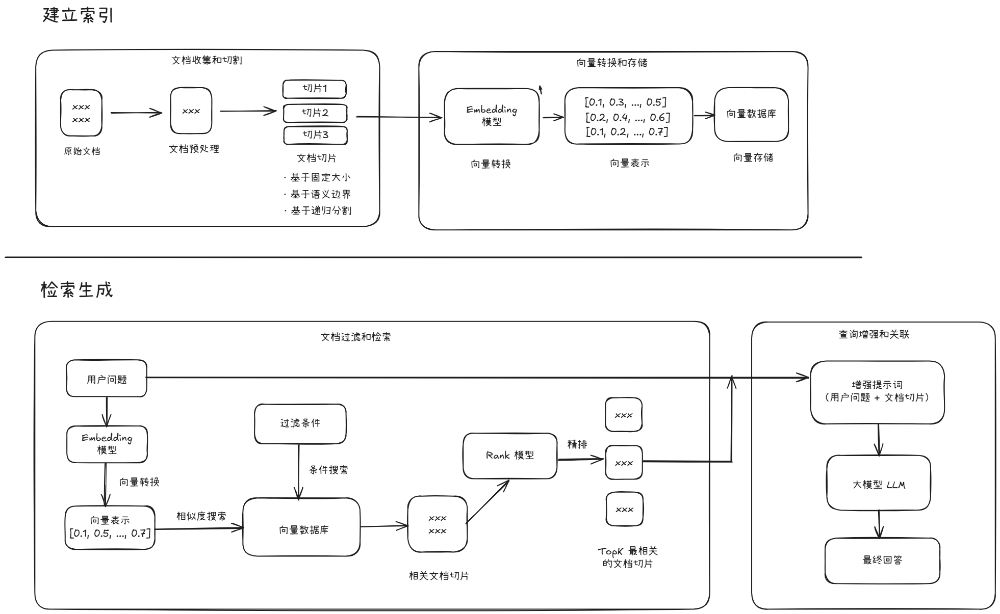 建立索引
文档收集和切割
xxx
xxx
原始文档
xxx
文档预处理
切片1
切片2
切片3
文档切片
· 基于固定大小
· 基于语义边界
· 基于递归分割
向量转换和存储
Embedding
模型
向量转换
[0.1, 0.3, ..., 0.5]
[0.2, 0.4, ..., 0.6]
[0.1, 0.2, ..., 0.7]
向量表示
向量数据库
向量存储
检索生成
文档过滤和检索
用户问题
Embedding
模型
向量转换
向量表示
[0.1, 0.5, ..., 0.7]
相似度搜索
过滤条件
条件搜索
向量数据库
xxx
xxx
相关文档切片
Rank 模型
精排
xxx
xxx
xxx
TopK 最相关
的文档切片
查询增强和关联
增强提示词
（用户问题 + 文档切片）
大模型 LLM
最终回答